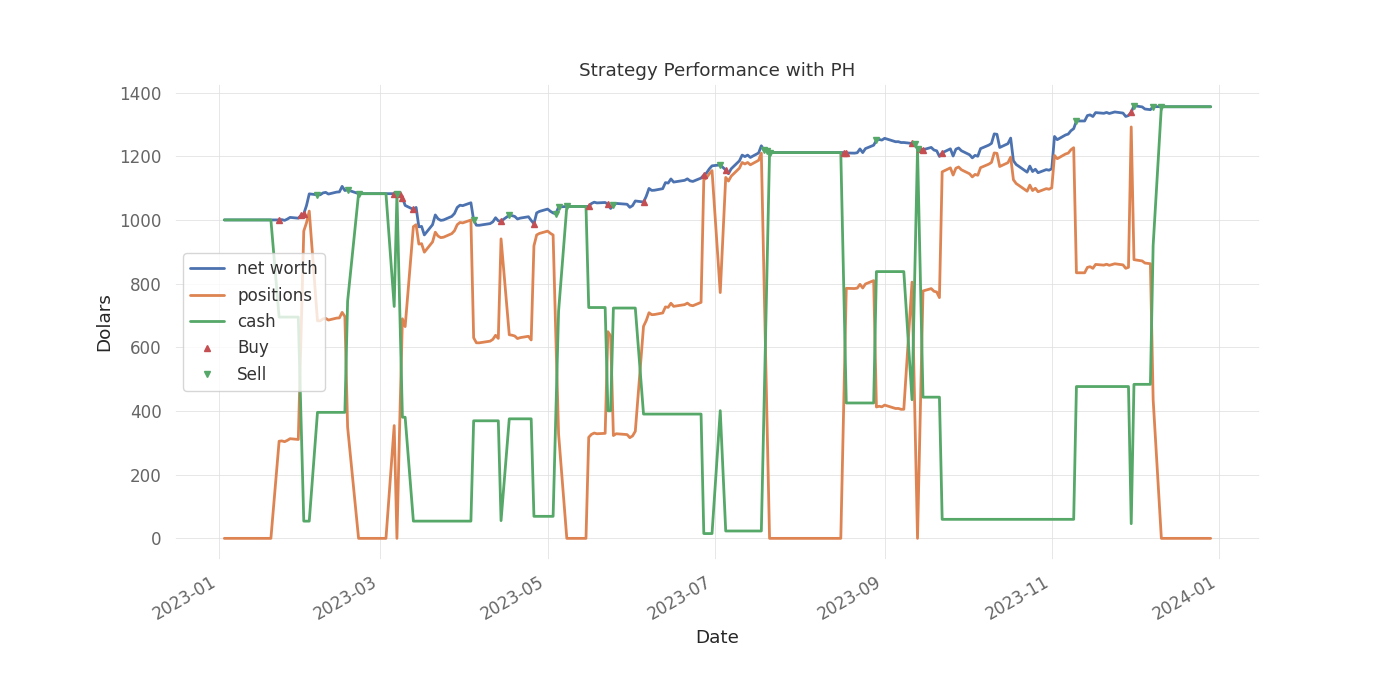 Strategy Performance with PH
1400
1200
1000
800
600
400
200
0
Dolars
net worth
positions
cash
Buy
Sell
2023-01
2023-03
2023-05
2023-07
2023-09
2023-11
2024-01
Date